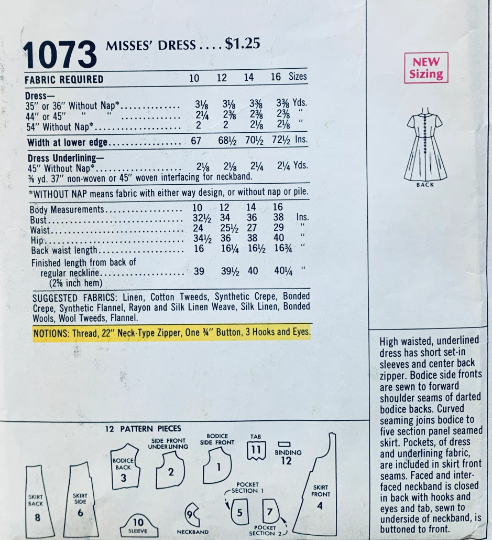 1073 MISSES' DRESS .... $1.25
FABRIC REQUIRED 10 12 14 16 Sizes
Dress—
35" or 36" Without Nap*............... 3⅛ 3⅛ 3⅜ 3⅜ Yds.
44" or 45" " " ............... 2¼ 2⅜ 2⅜ 2⅜ "
54" Without Nap*............... 2 2 2⅛ 2⅛ "
Width at lower edge............... 67 68½ 70½ 72½ Ins.
Dress Underlining—
45" Without Nap*............... 2⅛ 2⅛ 2¼ 2¼ Yds.
⅜ yd. 37" non-woven or 45" woven interfacing for neckband.
*WITHOUT NAP means fabric with either way design, or without nap or pile.
Body Measurements............... 10 12 14 16
Bust............... 32½ 34 36 38 Ins.
Waist............... 24 25½ 27 29 "
Hip............... 34½ 36 38 40 "
Back waist length............... 16 16¼ 16½ 16¾ "
Finished length from back of
regular neckline............... 39 39½ 40 40¼ "
(2⅝ inch hem)
SUGGESTED FABRICS: Linen, Cotton Tweeds, Synthetic Crepe, Bonded
Crepe, Synthetic Flannel, Rayon and Silk Linen Weave, Silk Linen, Bonded
Wools, Wool Tweeds, Flannel.
NOTIONS: Thread, 22" Neck-Type Zipper, One ¾" Button, 3 Hooks and Eyes.
12 PATTERN PIECES
SKIRT
BACK
8
SKIRT
SIDE
6
BODICE
BACK
3
SIDE FRONT
UNDERLINING
2
BODICE
SIDE FRONT
1
TAB
11
BINDING
12
10
SLEEVE
9
NECKBAND
POCKET
SECTION 1
5
7
POCKET
SECTION 2
SKIRT
FRONT
4
NEW
Sizing
BACK
High waisted, underlined
dress has short set-in
sleeves and center back
zipper. Bodice side fronts
are sewn to forward
shoulder seams of darted
bodice backs. Curved
seaming joins bodice to
five section panel seamed
skirt. Pockets, of dress
and underlining fabric,
are included in skirt front
seams. Faced and inter-
faced neckband is closed
in back with hooks and
eyes and tab, sewn to
underside of neckband, is
buttoned to front.